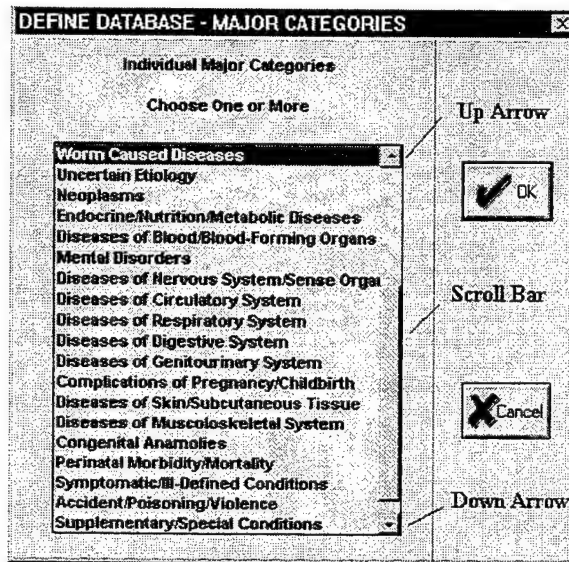 DEFINE DATABASE - MAJOR CATEGORIES
Individual Major Categories
Choose One or More
Up Arrow
Worm Caused Diseases
Uncertain Etiology
Neoplasms
Endocrine/Nutrition/Metabolic Diseases
Diseases of Blood/Blood-Forming Organs
Mental Disorders
Diseases of Nervous System/Sense Orga
Diseases of Circulatory System
Diseases of Respiratory System
Diseases of Digestive System
Diseases of Genitourinary System
Complications of Pregnancy/Childbirth
Diseases of Skin/Subcutaneous Tissue
Diseases of Muscoloskeletal System
Congenital Anamolies
Perinatal Morbidity/Mortality
Symptomatic/Ill-Defined Conditions
Accident/Poisoning/Violence
Supplementary/Special Conditions
OK
Scroll Bar
Cancel
Down Arrow